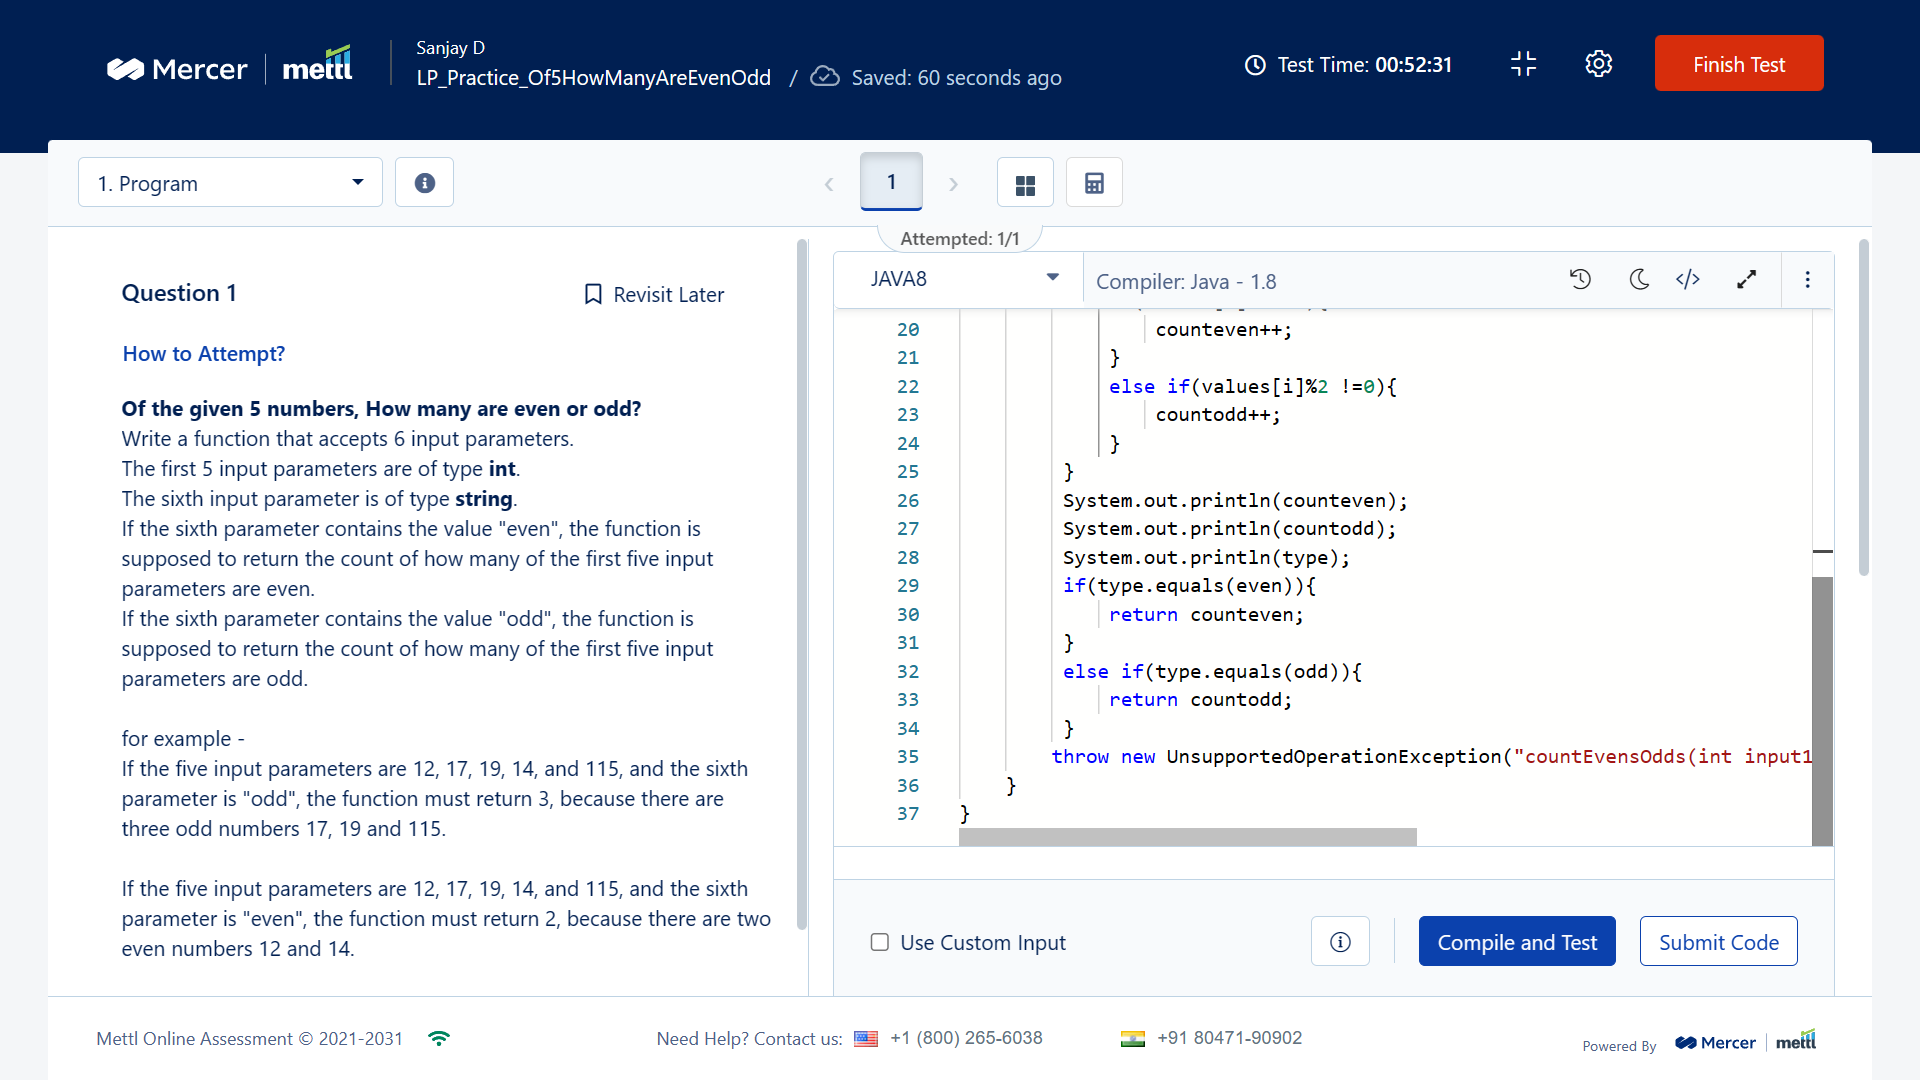 Mercer
mettl
Sanjay D
LP_Practice_Of5HowManyAreEvenOdd / Saved: 60 seconds ago
Test Time: 00:52:31
Finish Test
1. Program
1
Attempted: 1/1
Question 1
Revisit Later
How to Attempt?
Of the given 5 numbers, How many are even or odd?
Write a function that accepts 6 input parameters.
The first 5 input parameters are of type int.
The sixth input parameter is of type string.
If the sixth parameter contains the value "even", the function is
supposed to return the count of how many of the first five input
parameters are even.
If the sixth parameter contains the value "odd", the function is
supposed to return the count of how many of the first five input
parameters are odd.
for example -
If the five input parameters are 12, 17, 19, 14, and 115, and the sixth
parameter is "odd", the function must return 3, because there are
three odd numbers 17, 19 and 115.
If the five input parameters are 12, 17, 19, 14, and 115, and the sixth
parameter is "even", the function must return 2, because there are two
even numbers 12 and 14.
JAVA8
Compiler: Java - 1.8
20 counteven++;
21 }
22 else if(values[i]%2 !=0){
23 countodd++;
24 }
25 }
26 System.out.println(counteven);
27 System.out.println(countodd);
28 System.out.println(type);
29 if(type.equals(even)){
30 return counteven;
31 }
32 else if(type.equals(odd)){
33 return countodd;
34 }
35 throw new UnsupportedOperationException("countEvensOdds(int input1
36 }
37 }
Use Custom Input
Compile and Test
Submit Code
Mettl Online Assessment © 2021-2031
Need Help? Contact us: +1 (800) 265-6038
+91 80471-90902
Powered By
Mercer
mettl